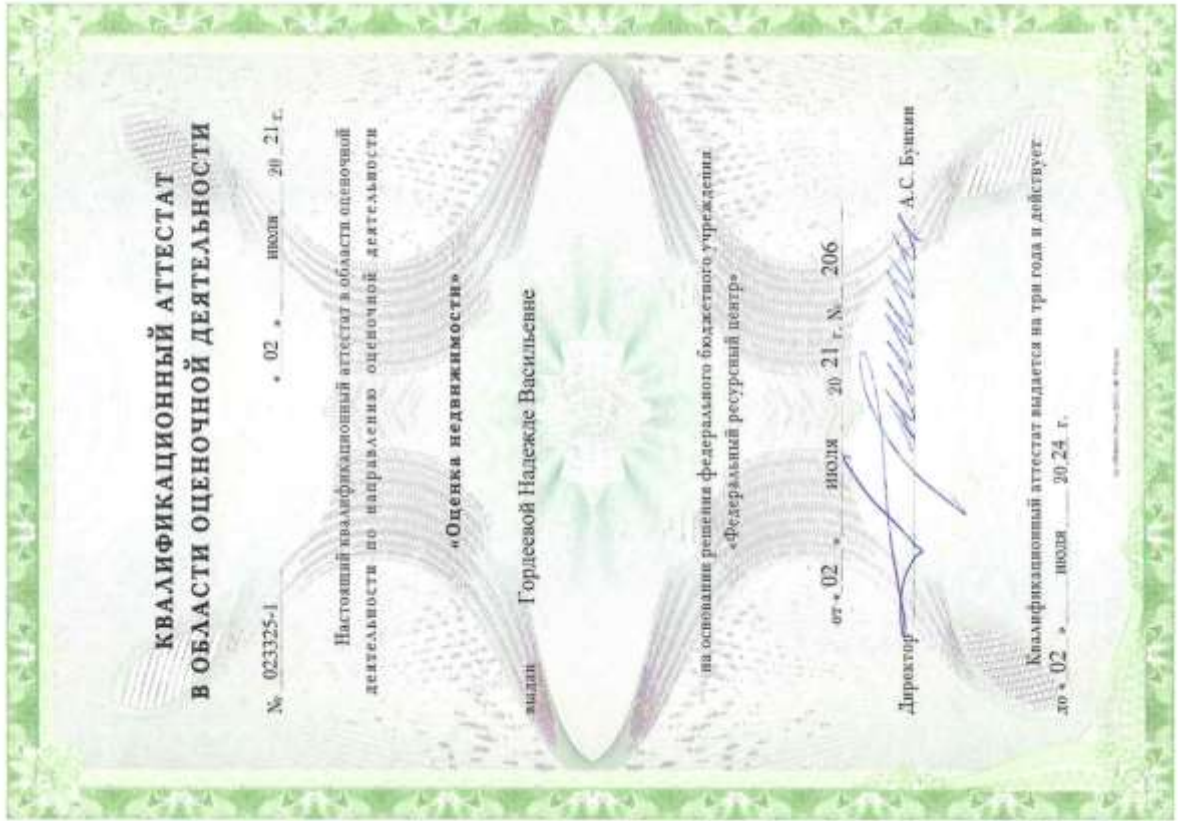 КВАЛИФИКАЦИОННЫЙ АТТЕСТАТ
В ОБЛАСТИ ОЦЕНОЧНОЙ ДЕЯТЕЛЬНОСТИ
№ 023325-1 « 02 » июля 20 21 г.
Настоящий квалификационный аттестат в области оценочной
деятельности по направлению оценочной деятельности
«Оценка недвижимости»
выдан Гордеевой Надежде Васильевне
на основании решения федерального бюджетного учреждения
«Федеральный ресурсный центр»
от « 02 » июля 20 21 г. № 206
Директор А.С. Бункин
Квалификационный аттестат выдается на три года и действует
до « 02 » июля 20 24 г.